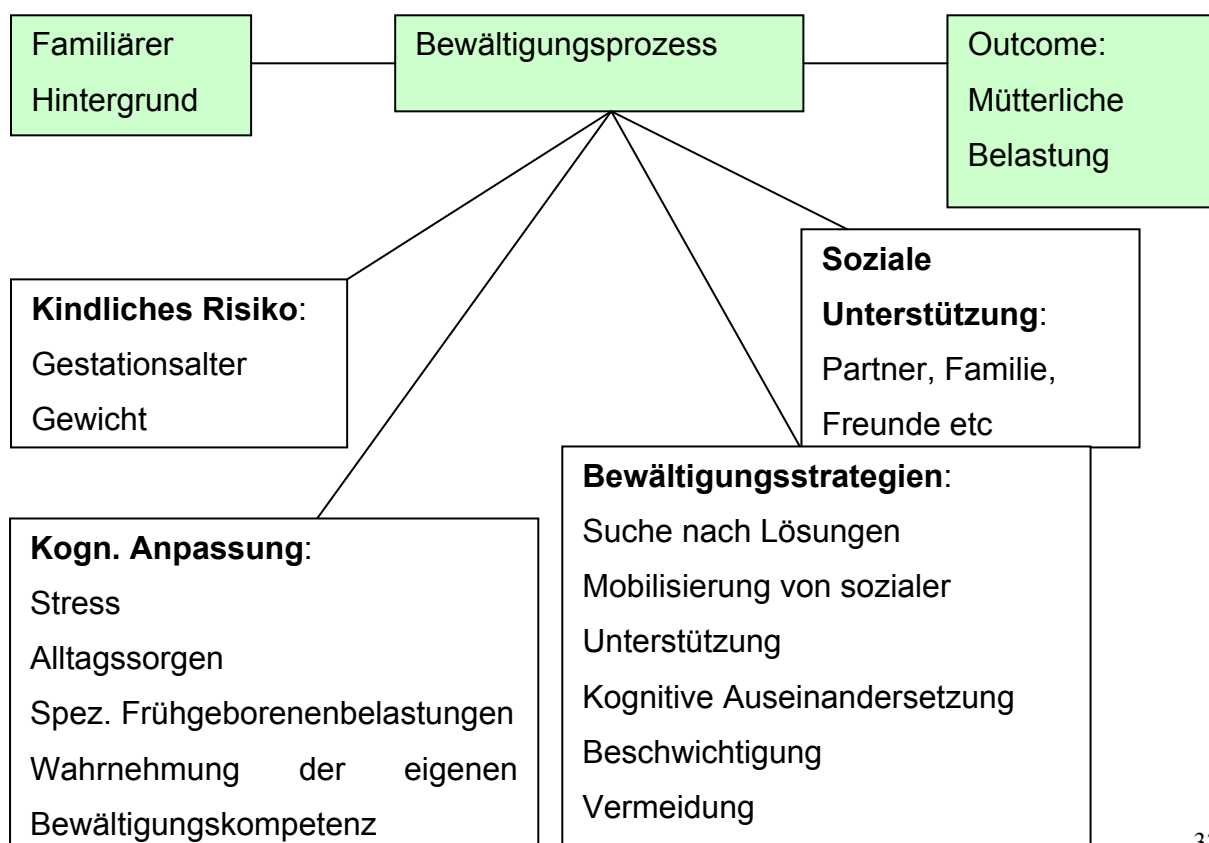 Familiärer
Hintergrund
Bewältigungsprozess
Outcome:
Mütterliche
Belastung
Kindliches Risiko:
Gestationsalter
Gewicht
Soziale
Unterstützung:
Partner, Familie,
Freunde etc
Kogn. Anpassung:
Stress
Alltagssorgen
Spez. Frühgeborenenbelastungen
Wahrnehmung der eigenen
Bewältigungskompetenz
Bewältigungsstrategien:
Suche nach Lösungen
Mobilisierung von sozialer
Unterstützung
Kognitive Auseinandersetzung
Beschwichtigung
Vermeidung